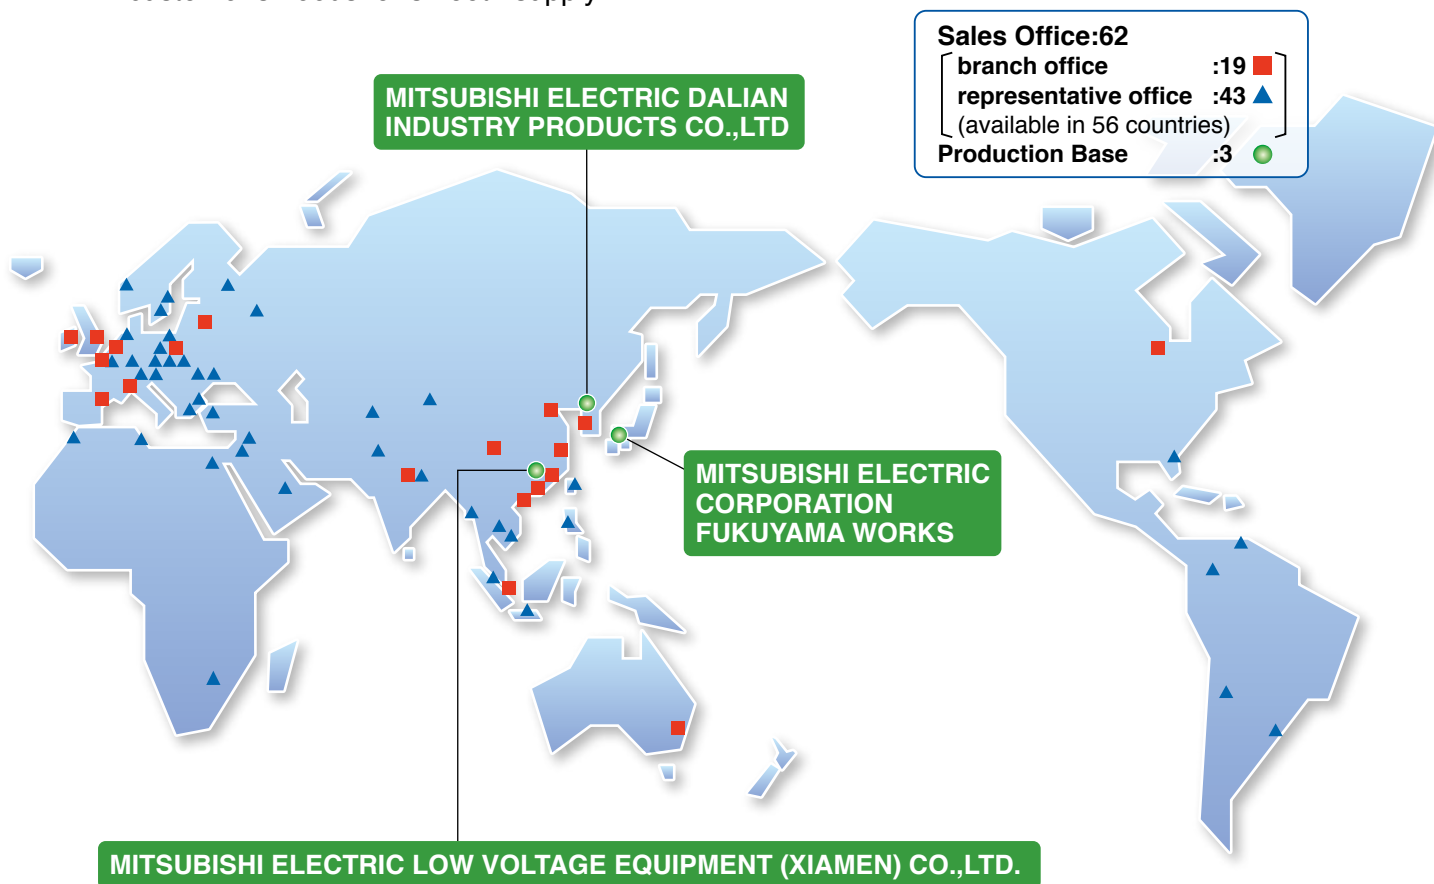 Sales Office:62
branch office :19
representative office :43
(available in 56 countries)
Production Base :3
MITSUBISHI ELECTRIC DALIAN
INDUSTRY PRODUCTS CO.,LTD
MITSUBISHI ELECTRIC
CORPORATION
FUKUYAMA WORKS
MITSUBISHI ELECTRIC LOW VOLTAGE EQUIPMENT (XIAMEN) CO.,LTD.